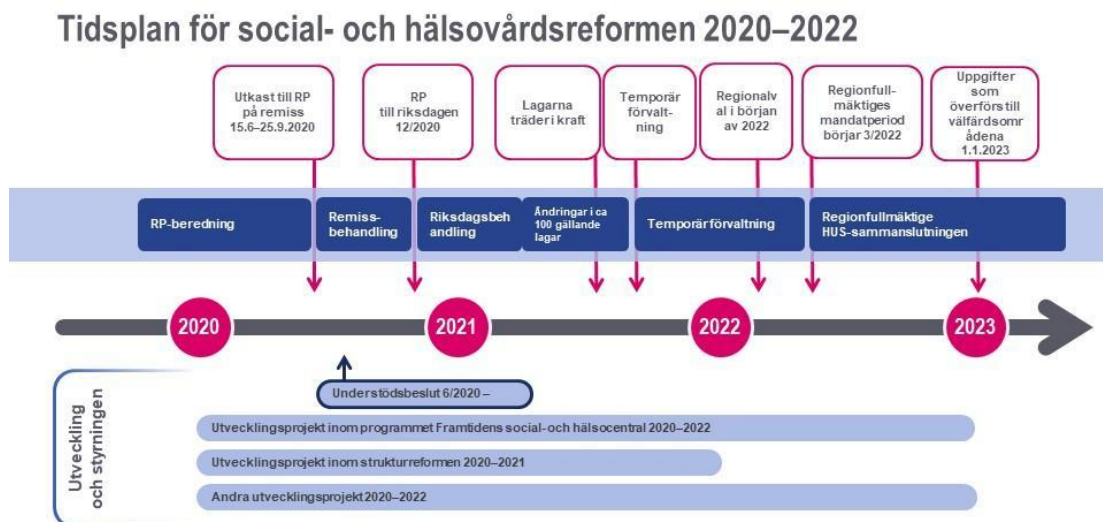 Tidsplan för social- och hälsovårdsreformen 2020–2022
Utkast till RP
på remiss
15.6–25.9.2020
RP
till riksdagen
12/2020
Lagarna
träder i kraft
Temporär
förvalt-
ning
Regionalv
al i början
av 2022
Regionfull-
mäktiges
mandatperiod
börjar 3/2022
Uppgifter
som
överförs till
välfärdsomr
ådena
1.1.2023
RP-beredning
Remiss-
behandling
Riksdagsbeh
andling
Ändringar i ca
100 gällande
lagar
Temporär förvaltning
Regionfullmäktige
HUS-sammanslutningen
2020
2021
2022
2023
Utveckling
och styrningen
Understödsbeslut 6/2020 –
Utvecklingsprojekt inom programmet Framtidens social- och hälsocentral 2020–2022
Utvecklingsprojekt inom strukturreformen 2020–2021
Andra utvecklingsprojekt 2020–2022